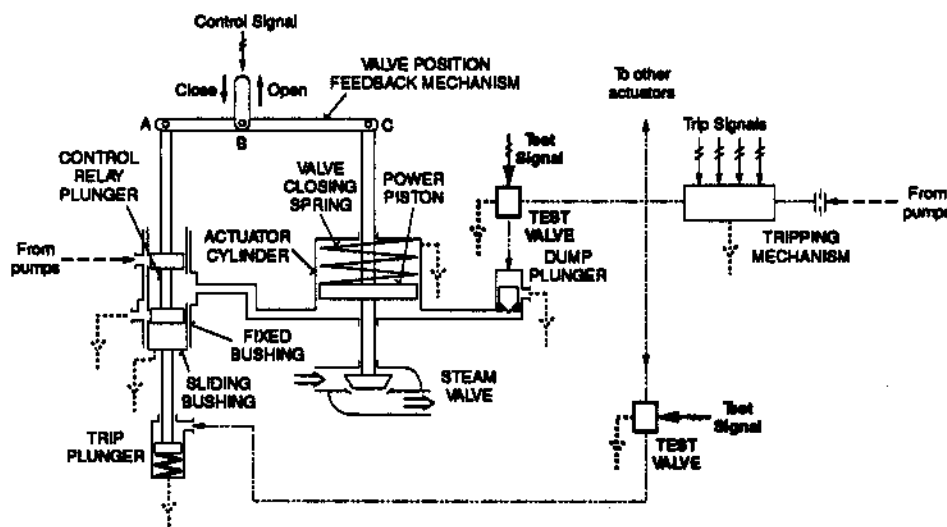 Control Signal
Close
Open
VALVE POSITION
FEEDBACK MECHANISM
A
B
C
To other
actuators
Trip Signals
CONTROL
RELAY
PLUNGER
VALVE
CLOSING
SPRING
POWER
PISTON
Test
Signal
ACTUATOR
CYLINDER
TEST
VALVE
DUMP
PLUNGER
From
pumps
TRIPPING
MECHANISM
From
pumps
FIXED
BUSHING
SLIDING
BUSHING
STEAM
VALVE
TRIP
PLUNGER
Test
Signal
TEST
VALVE